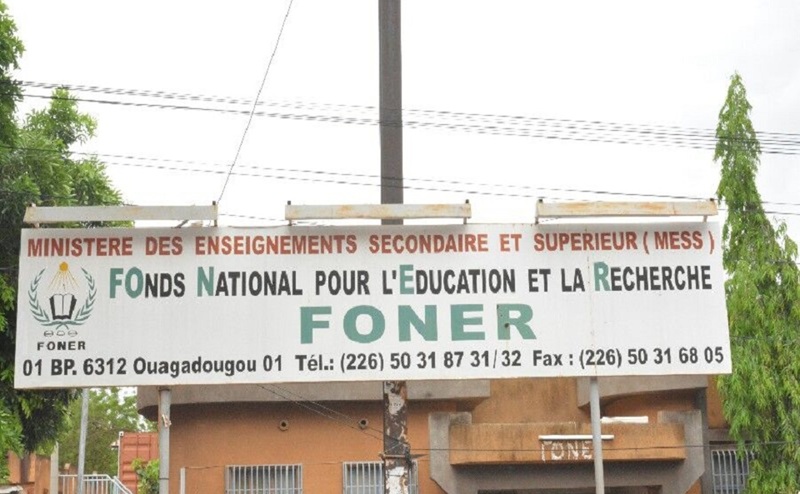 MINISTERE DES ENSEIGNEMENTS SECONDAIRE ET SUPERIEUR ( MESS )
FONDS NATIONAL POUR L'EDUCATION ET LA RECHERCHE
FONER
FONER
01 BP. 6312 Ouagadougou 01 Tél.: (226) 50 31 87 31/ 32 Fax : (226) 50 31 68 05